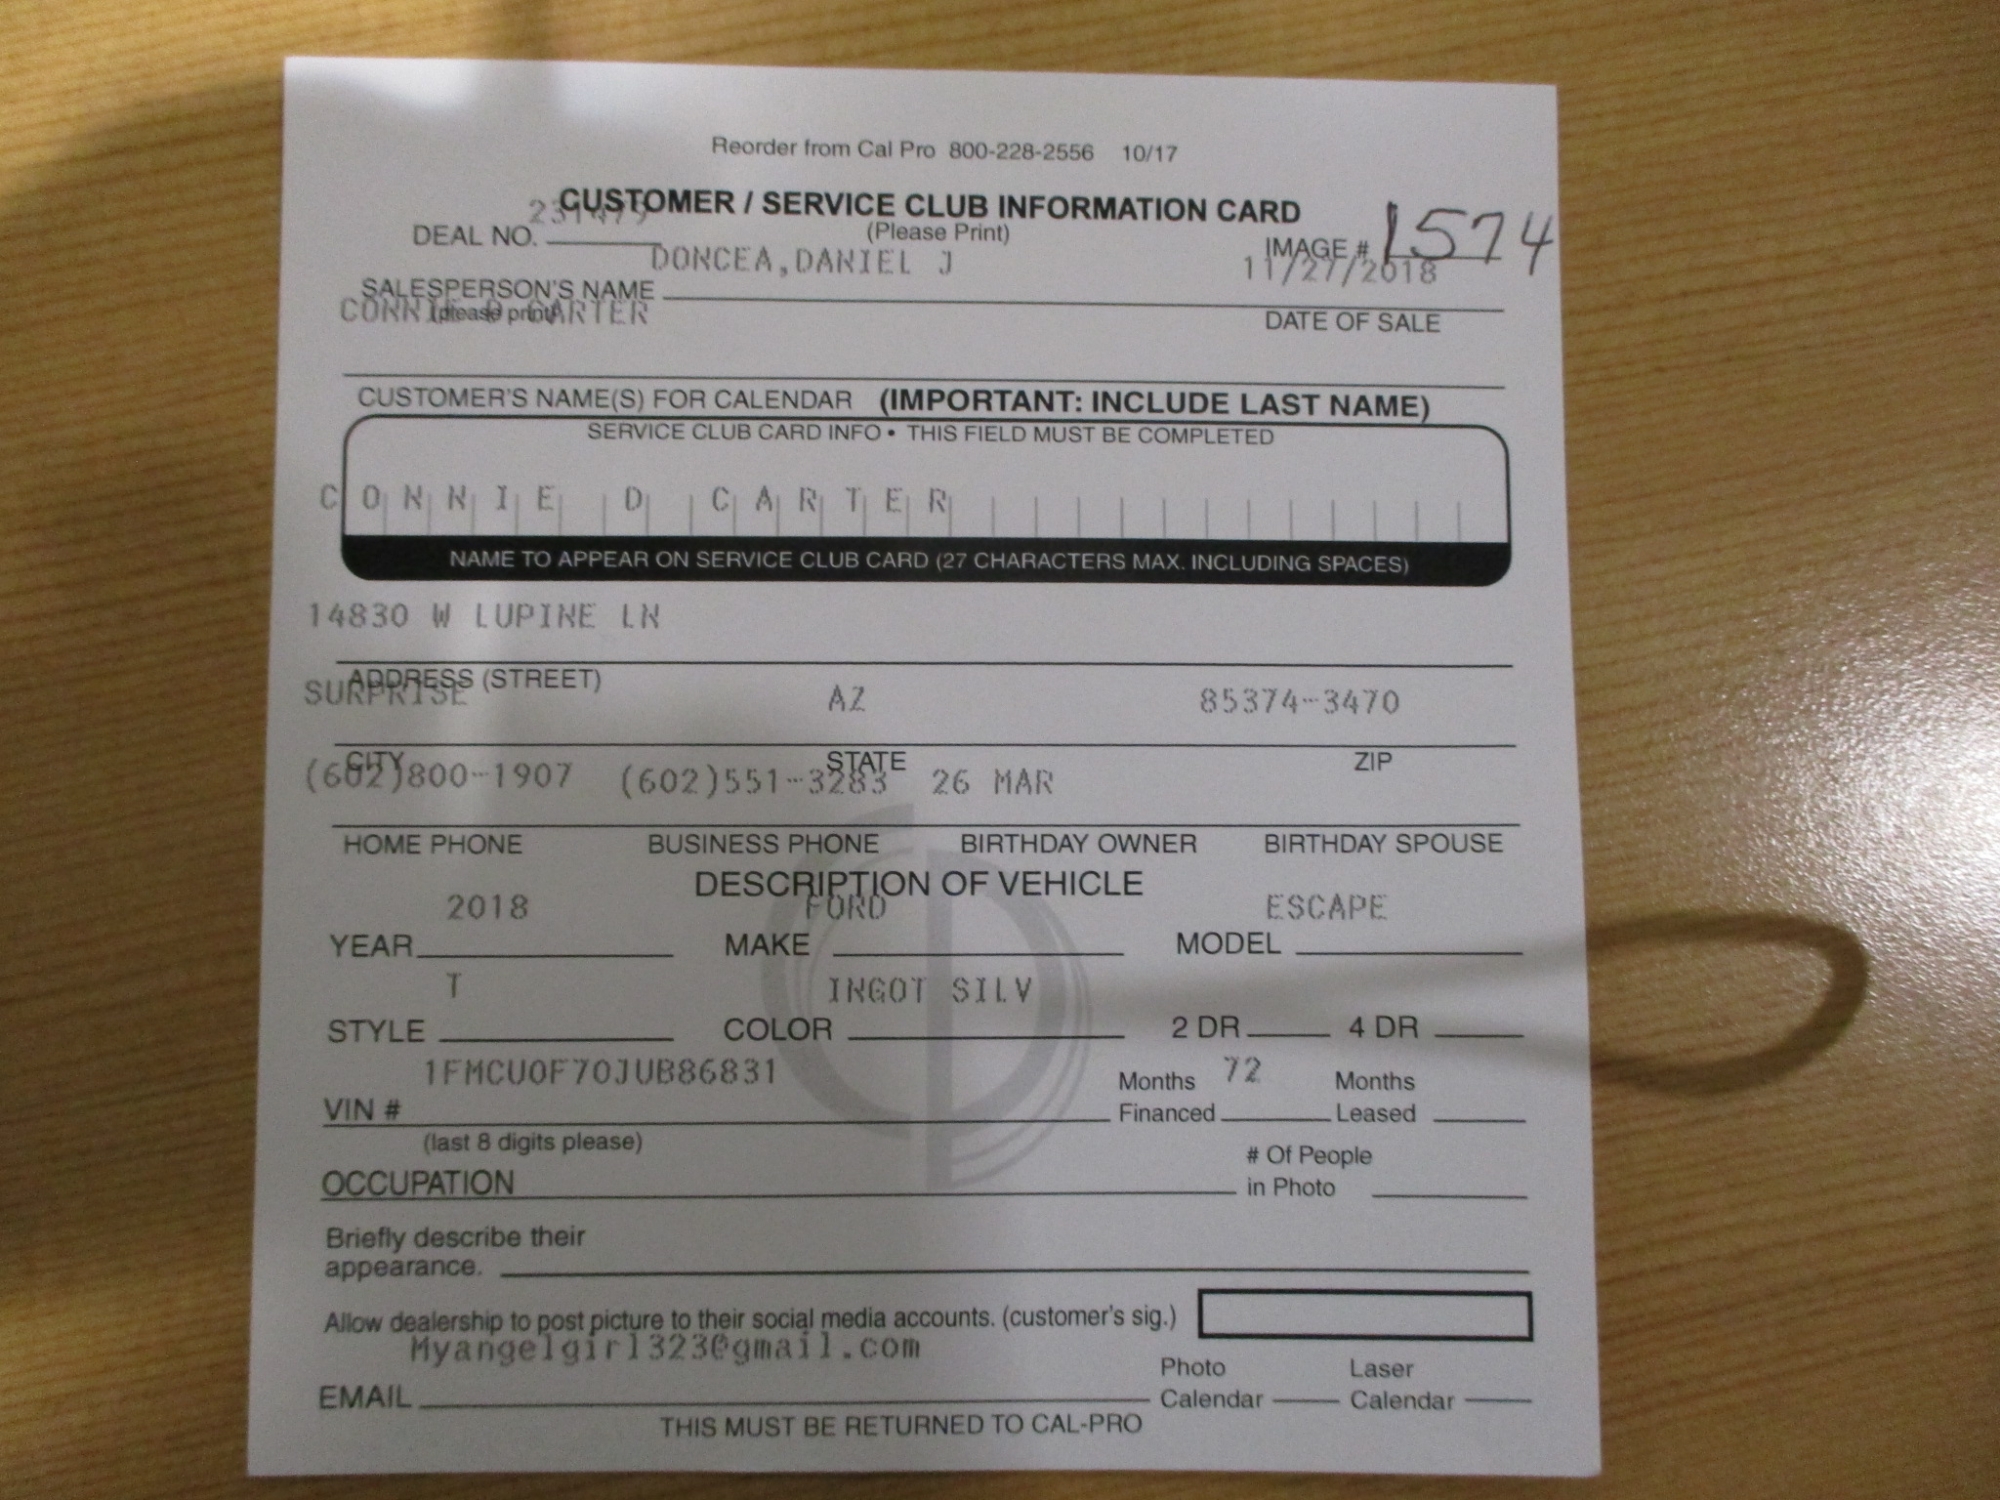 Reorder from Cal Pro 800-228-2556 10/17
CUSTOMER / SERVICE CLUB INFORMATION CARD
(Please Print)
DEAL NO.
IMAGE # 1574
DONCEA,DANIEL J
11/27/2018
SALESPERSON'S NAME
(please print)
CONNIE D CARTER
DATE OF SALE
CUSTOMER'S NAME(S) FOR CALENDAR (IMPORTANT: INCLUDE LAST NAME)
SERVICE CLUB CARD INFO • THIS FIELD MUST BE COMPLETED
CONNIE D CARTER
NAME TO APPEAR ON SERVICE CLUB CARD (27 CHARACTERS MAX. INCLUDING SPACES)
14830 W LUPINE LN
ADDRESS (STREET)
SURPRISE AZ 85374-3470
CITY STATE ZIP
(602)800-1907 (602)551-3283 26 MAR
HOME PHONE BUSINESS PHONE BIRTHDAY OWNER BIRTHDAY SPOUSE
DESCRIPTION OF VEHICLE
2018 FORD ESCAPE
YEAR MAKE MODEL
T INGOT SILV
STYLE COLOR 2 DR 4 DR
1FMCU0F70JUB86831 72
VIN # Months Financed Months Leased
(last 8 digits please)
OCCUPATION # Of People in Photo
Briefly describe their
appearance.
Allow dealership to post picture to their social media accounts. (customer's sig.)
Myangelgirl323@gmail.com
EMAIL Photo Calendar Laser Calendar
THIS MUST BE RETURNED TO CAL-PRO